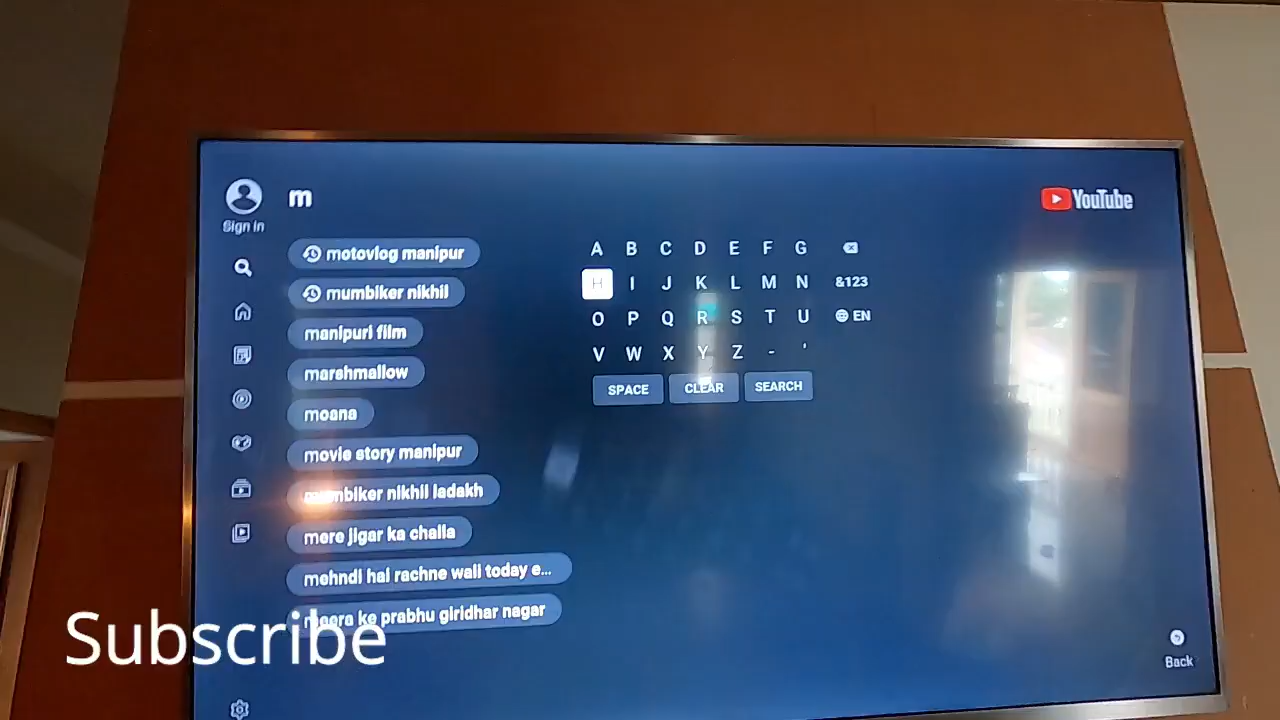 m
YouTube
Sign in
motovlog manipur
mumbiker nikhil
manipuri film
marshmallow
moana
movie story manipur
mumbiker nikhil ladakh
mere jigar ka challa
mehndi hai rachne wali today e...
meera ke prabhu giridhar nagar
A B C D E F G
H I J K L M N &123
O P Q R S T U EN
V W X Y Z - '
SPACE CLEAR SEARCH
Subscribe
Back